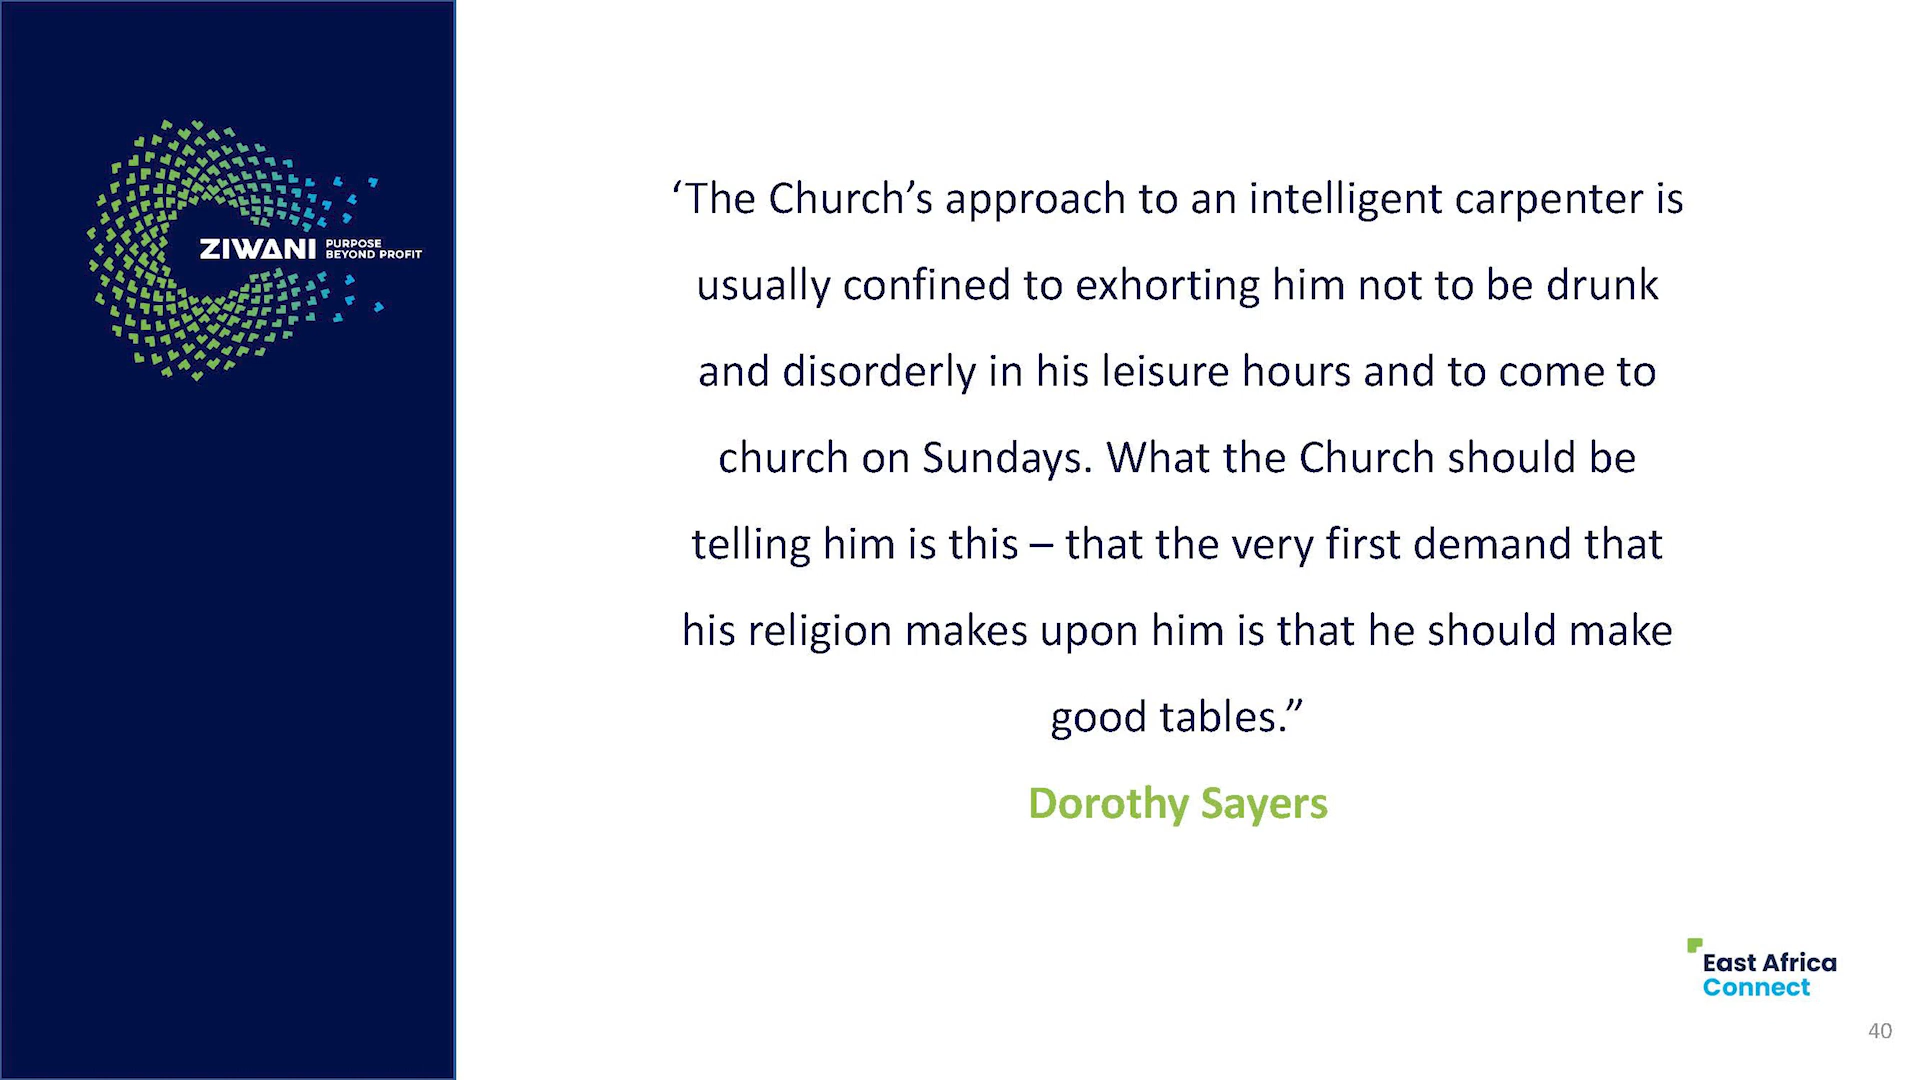 ZIWANI PURPOSE
BEYOND PROFIT
‘The Church’s approach to an intelligent carpenter is
usually confined to exhorting him not to be drunk
and disorderly in his leisure hours and to come to
church on Sundays. What the Church should be
telling him is this – that the very first demand that
his religion makes upon him is that he should make
good tables.”
Dorothy Sayers
East Africa
Connect
40